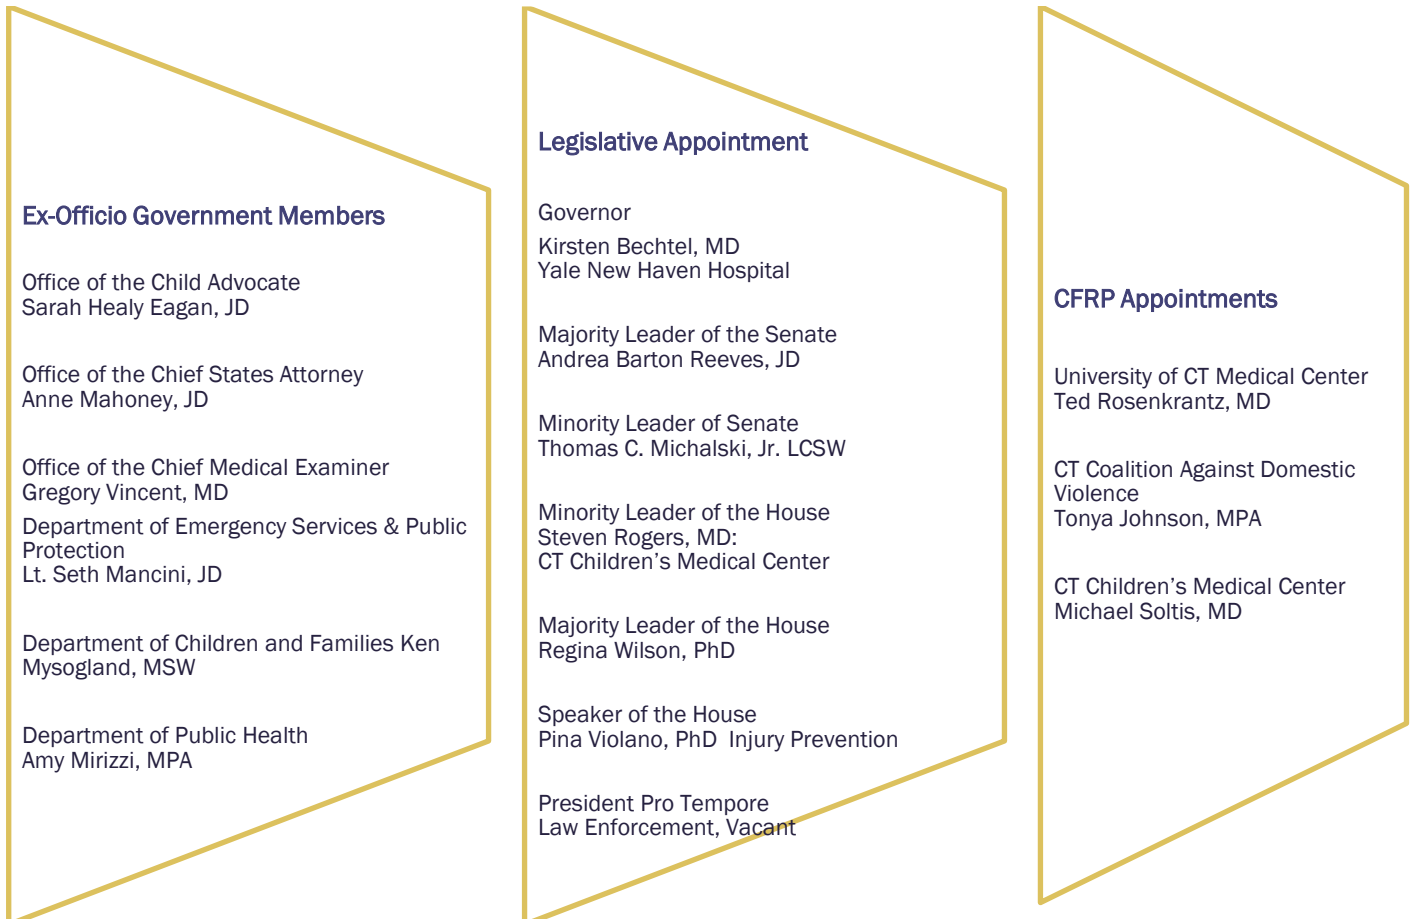 Ex-Officio Government Members
Office of the Child Advocate
Sarah Healy Eagan, JD
Office of the Chief States Attorney
Anne Mahoney, JD
Office of the Chief Medical Examiner
Gregory Vincent, MD
Department of Emergency Services & Public
Protection
Lt. Seth Mancini, JD
Department of Children and Families Ken
Mysogland, MSW
Department of Public Health
Amy Mirizzi, MPA
Legislative Appointment
Governor
Kirsten Bechtel, MD
Yale New Haven Hospital
Majority Leader of the Senate
Andrea Barton Reeves, JD
Minority Leader of Senate
Thomas C. Michalski, Jr. LCSW
Minority Leader of the House
Steven Rogers, MD:
CT Children’s Medical Center
Majority Leader of the House
Regina Wilson, PhD
Speaker of the House
Pina Violano, PhD  Injury Prevention
President Pro Tempore
Law Enforcement, Vacant
CFRP Appointments
University of CT Medical Center
Ted Rosenkrantz, MD
CT Coalition Against Domestic
Violence
Tonya Johnson, MPA
CT Children’s Medical Center
Michael Soltis, MD